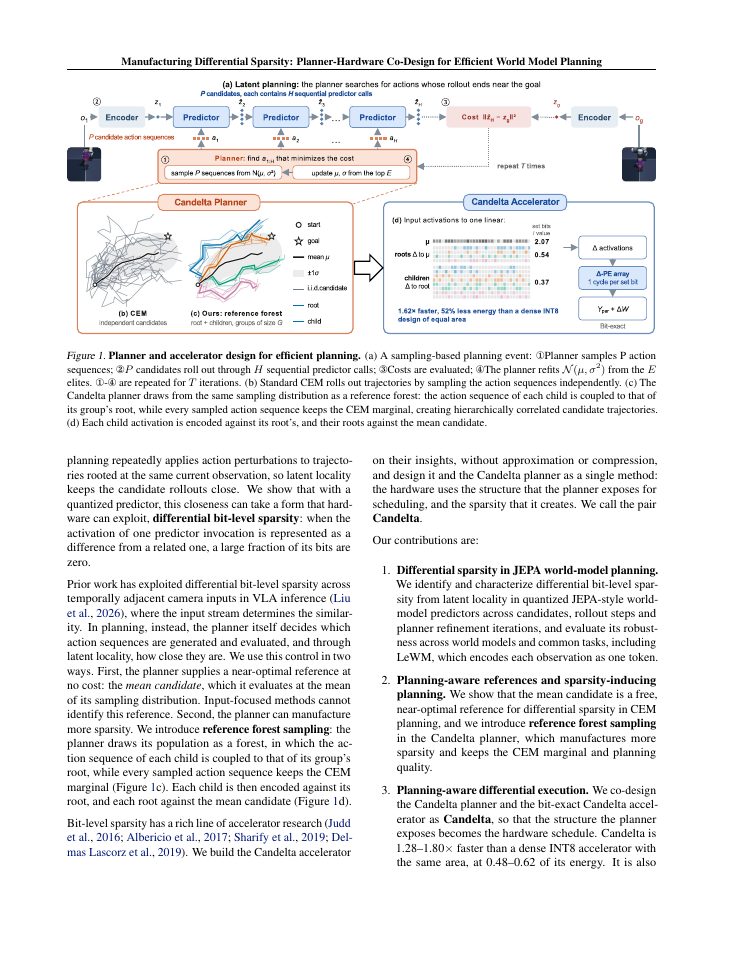 Manufacturing Differential Sparsity: Planner-Hardware Co-Design for Efficient World Model Planning
(a) Latent planning: the planner searches for actions whose rollout ends near the goal
P candidates, each contains H sequential predictor calls
② z₁ ẑ₂ ẑ₃ ẑ_H ③ z_g
o₁ Encoder Predictor Predictor ... Predictor Cost ||ẑ_H − z_g||² Encoder o_g
P candidate action sequences a₁ a₂ ... a_H
① Planner: find a₁:H that minimizes the cost ④
sample P sequences from N(μ, σ²) update μ, σ from the top E
repeat T times
Candelta Planner
start
goal
mean μ
±1σ
i.i.d.candidate
root
child
(b) CEM
independent candidates
(c) Ours: reference forest
root + children, groups of size G
Candelta Accelerator
(d) Input activations to one linear:
set bits
/ value
μ 2.07
roots Δ to μ 0.54
children
Δ to root
0.37
1.62× faster, 52% less energy than a dense INT8
design of equal area
Δ activations
Δ-PE array
1 cycle per set bit
Y_par + ΔW
Bit-exact
Figure 1. Planner and accelerator design for efficient planning. (a) A sampling-based planning event: ①Planner samples P action
sequences; ②P candidates roll out through H sequential predictor calls; ③Costs are evaluated; ④The planner refits N(μ, σ²) from the E
elites. ①-④ are repeated for T iterations. (b) Standard CEM rolls out trajectories by sampling the action sequences independently. (c) The
Candelta planner draws from the same sampling distribution as a reference forest: the action sequence of each child is coupled to that of
its group's root, while every sampled action sequence keeps the CEM marginal, creating hierarchically correlated candidate trajectories.
(d) Each child activation is encoded against its root's, and their roots against the mean candidate.
planning repeatedly applies action perturbations to trajecto-
ries rooted at the same current observation, so latent locality
keeps the candidate rollouts close. We show that with a
quantized predictor, this closeness can take a form that hard-
ware can exploit, differential bit-level sparsity: when the
activation of one predictor invocation is represented as a
difference from a related one, a large fraction of its bits are
zero.
Prior work has exploited differential bit-level sparsity across
temporally adjacent camera inputs in VLA inference (Liu
et al., 2026), where the input stream determines the similar-
ity. In planning, instead, the planner itself decides which
action sequences are generated and evaluated, and through
latent locality, how close they are. We use this control in two
ways. First, the planner supplies a near-optimal reference at
no cost: the mean candidate, which it evaluates at the mean
of its sampling distribution. Input-focused methods cannot
identify this reference. Second, the planner can manufacture
more sparsity. We introduce reference forest sampling: the
planner draws its population as a forest, in which the ac-
tion sequence of each child is coupled to that of its group's
root, while every sampled action sequence keeps the CEM
marginal (Figure 1c). Each child is then encoded against its
root, and each root against the mean candidate (Figure 1d).
Bit-level sparsity has a rich line of accelerator research (Judd
et al., 2016; Albericio et al., 2017; Sharify et al., 2019; Del-
mas Lascorz et al., 2019). We build the Candelta accelerator
on their insights, without approximation or compression,
and design it and the Candelta planner as a single method:
the hardware uses the structure that the planner exposes for
scheduling, and the sparsity that it creates. We call the pair
Candelta.
Our contributions are:
1. Differential sparsity in JEPA world-model planning.
We identify and characterize differential bit-level spar-
sity from latent locality in quantized JEPA-style world-
model predictors across candidates, rollout steps and
planner refinement iterations, and evaluate its robust-
ness across world models and common tasks, including
LeWM, which encodes each observation as one token.
2. Planning-aware references and sparsity-inducing
planning. We show that the mean candidate is a free,
near-optimal reference for differential sparsity in CEM
planning, and we introduce reference forest sampling
in the Candelta planner, which manufactures more
sparsity and keeps the CEM marginal and planning
quality.
3. Planning-aware differential execution. We co-design
the Candelta planner and the bit-exact Candelta accel-
erator as Candelta, so that the structure the planner
exposes becomes the hardware schedule. Candelta is
1.28–1.80× faster than a dense INT8 accelerator with
the same area, at 0.48–0.62 of its energy. It is also